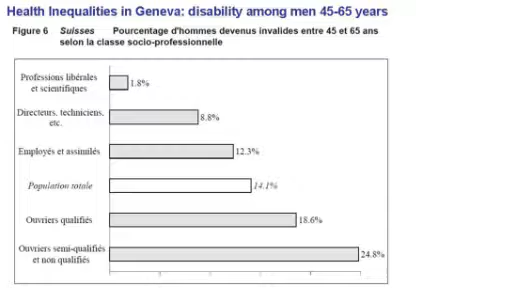 Health Inequalities in Geneva: disability among men 45-65 years
Figure 6 Suisses Pourcentage d'hommes devenus invalides entre 45 et 65 ans
selon la classe socio-professionnelle
Professions libérales
et scientifiques
1.8%
Directeurs, techniciens,
etc.
8.8%
Employés et assimilés
12.3%
Population totale
14.1%
Ouvriers qualifiés
18.6%
Ouvriers semi-qualifiés
et non qualifiés
24.8%